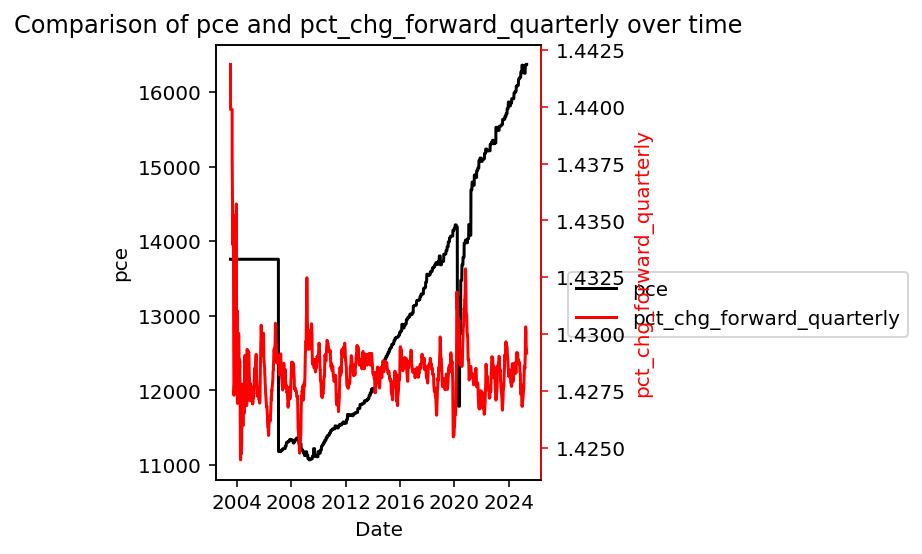 Comparison of pce and pct_chg_forward_quarterly over time
16000
15000
14000
13000
12000
11000
pce
1.4425
1.4400
1.4375
1.4350
1.4325
1.4300
1.4275
1.4250
pct_chg_forward_quarterly
pce
pct_chg_forward_quarterly
2004 2008 2012 2016 2020 2024
Date